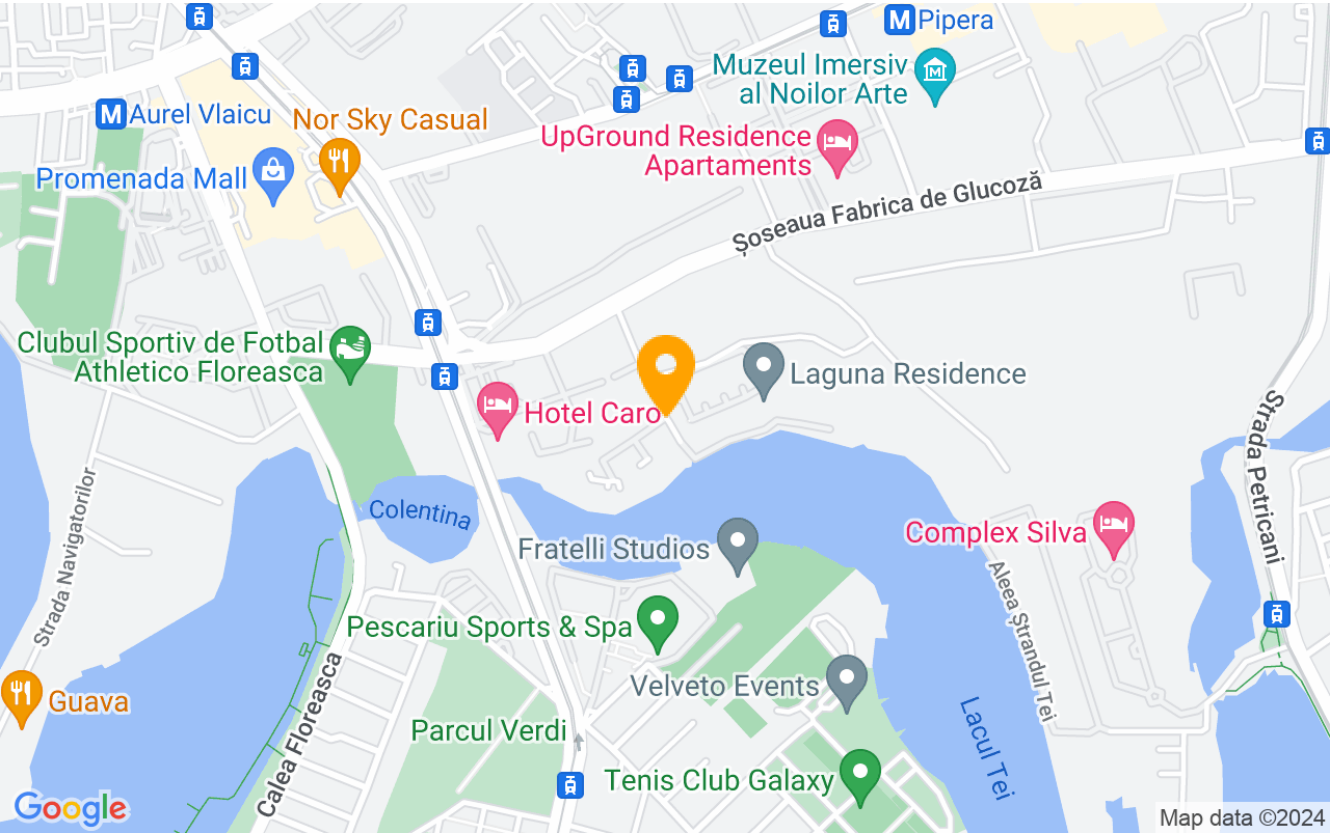 M Pipera
Muzeul Imersiv
al Noilor Arte
M Aurel Vlaicu
Nor Sky Casual
UpGround Residence
Apartaments
Promenada Mall
Șoseaua Fabrica de Glucoză
Clubul Sportiv de Fotbal
Athletico Floreasca
Laguna Residence
Hotel Caro
Strada Petricani
Colentina
Strada Navigatorilor
Fratelli Studios
Complex Silva
Aleea Ștrandul Tei
Pescariu Sports & Spa
Velveto Events
Guava
Calea Floreasca
Parcul Verdi
Lacul Tei
Tenis Club Galaxy
Google
Map data ©2024